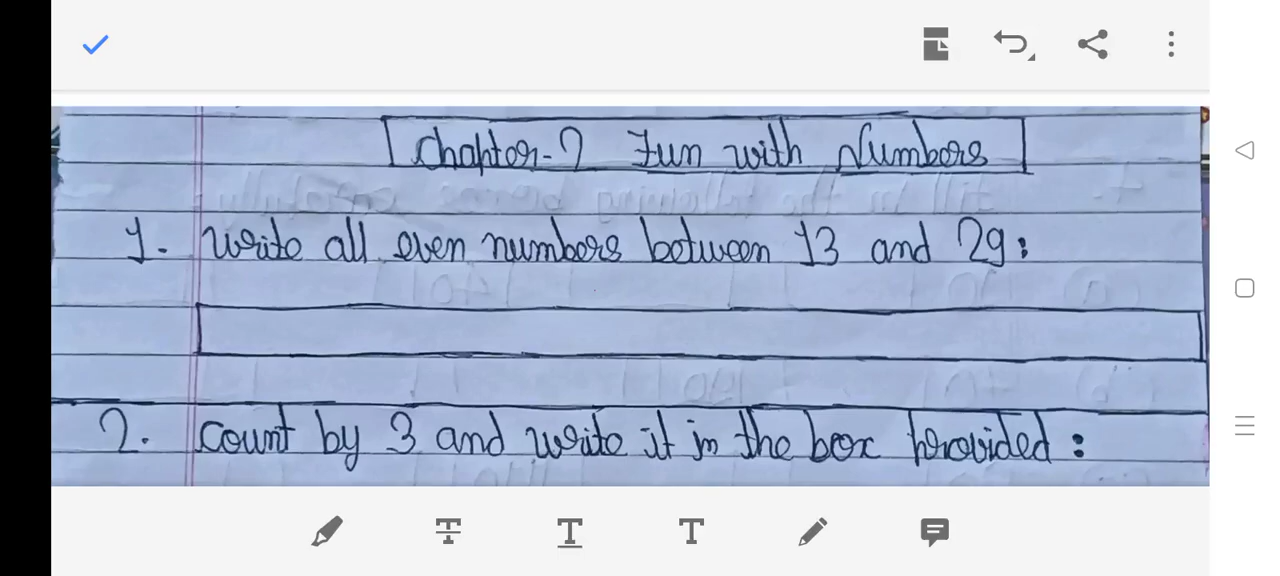 Chapter-2 Fun with Numbers
1. Write all even numbers between 13 and 29:
2. Count by 3 and write it in the box provided: